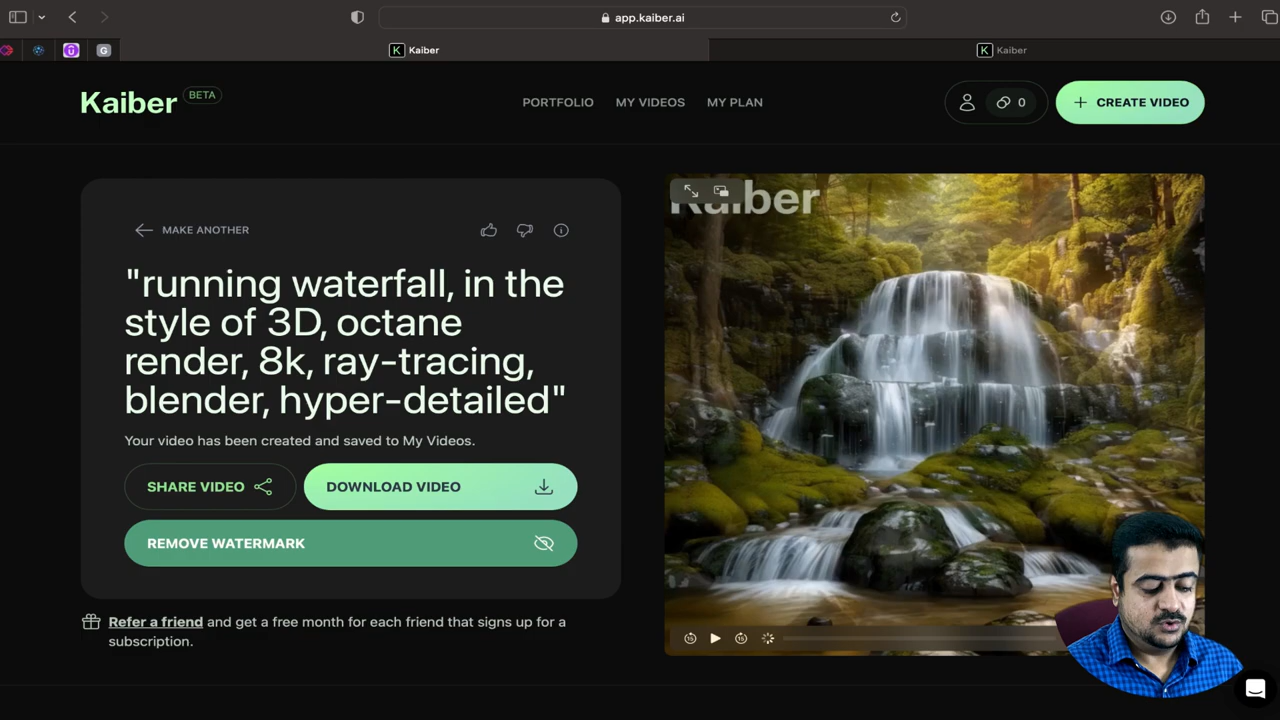 app.kaiber.ai
G
K Kaiber
K Kaiber
Kaiber BETA
PORTFOLIO MY VIDEOS MY PLAN
0
+ CREATE VIDEO
MAKE ANOTHER
"running waterfall, in the
style of 3D, octane
render, 8k, ray-tracing,
blender, hyper-detailed"
Your video has been created and saved to My Videos.
SHARE VIDEO
DOWNLOAD VIDEO
REMOVE WATERMARK
Refer a friend and get a free month for each friend that signs up for a
subscription.
Kaiber
15
15